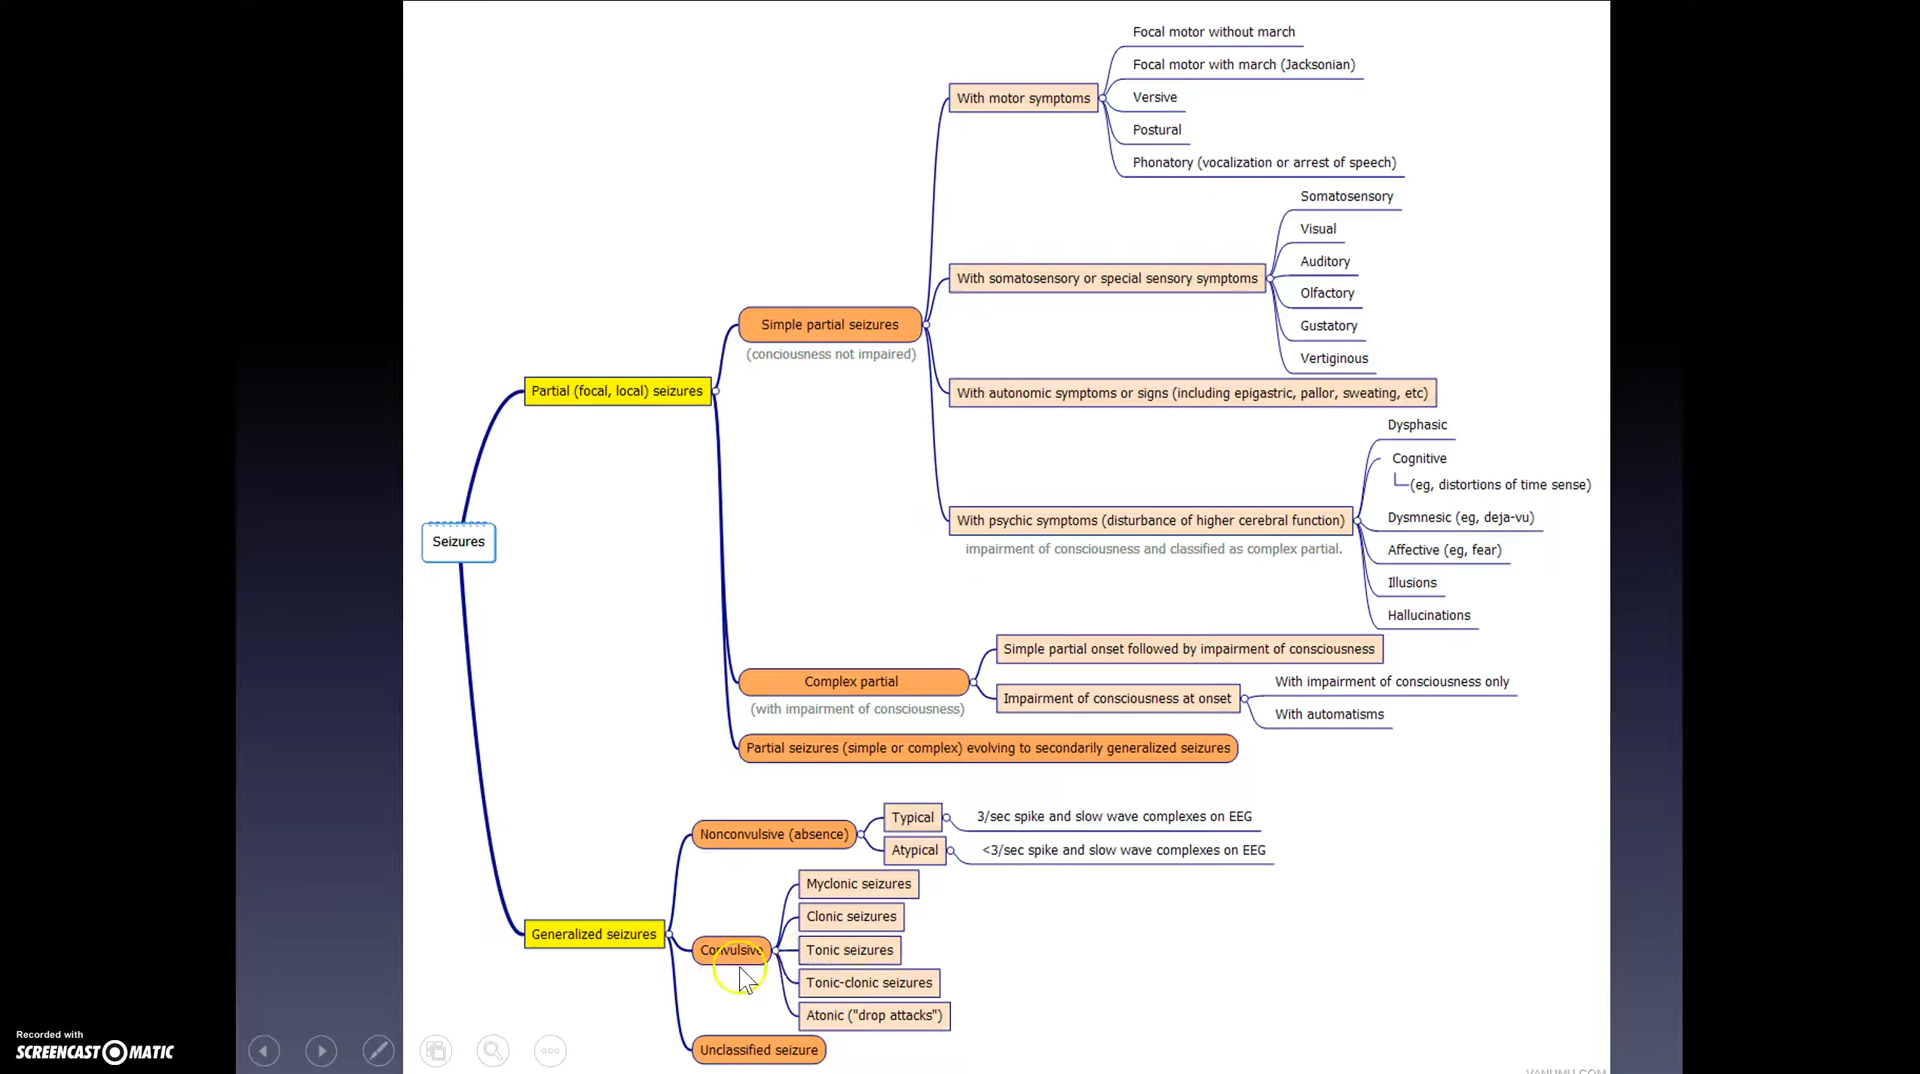 Focal motor without march
Focal motor with march (Jacksonian)
With motor symptoms
Versive
Postural
Phonatory (vocalization or arrest of speech)
Somatosensory
Visual
Auditory
With somatosensory or special sensory symptoms
Olfactory
Gustatory
Vertiginous
Simple partial seizures
(conciousness not impaired)
Partial (focal, local) seizures
With autonomic symptoms or signs (including epigastric, pallor, sweating, etc)
Dysphasic
Cognitive
(eg, distortions of time sense)
With psychic symptoms (disturbance of higher cerebral function)
impairment of consciousness and classified as complex partial.
Dysmnesic (eg, deja-vu)
Affective (eg, fear)
Illusions
Hallucinations
Seizures
Simple partial onset followed by impairment of consciousness
Complex partial
(with impairment of consciousness)
Impairment of consciousness at onset
With impairment of consciousness only
With automatisms
Partial seizures (simple or complex) evolving to secondarily generalized seizures
Nonconvulsive (absence)
Typical
3/sec spike and slow wave complexes on EEG
Atypical
<3/sec spike and slow wave complexes on EEG
Generalized seizures
Convulsive
Myclonic seizures
Clonic seizures
Tonic seizures
Tonic-clonic seizures
Atonic ("drop attacks")
Unclassified seizure
Recorded with
SCREENCAST MATIC